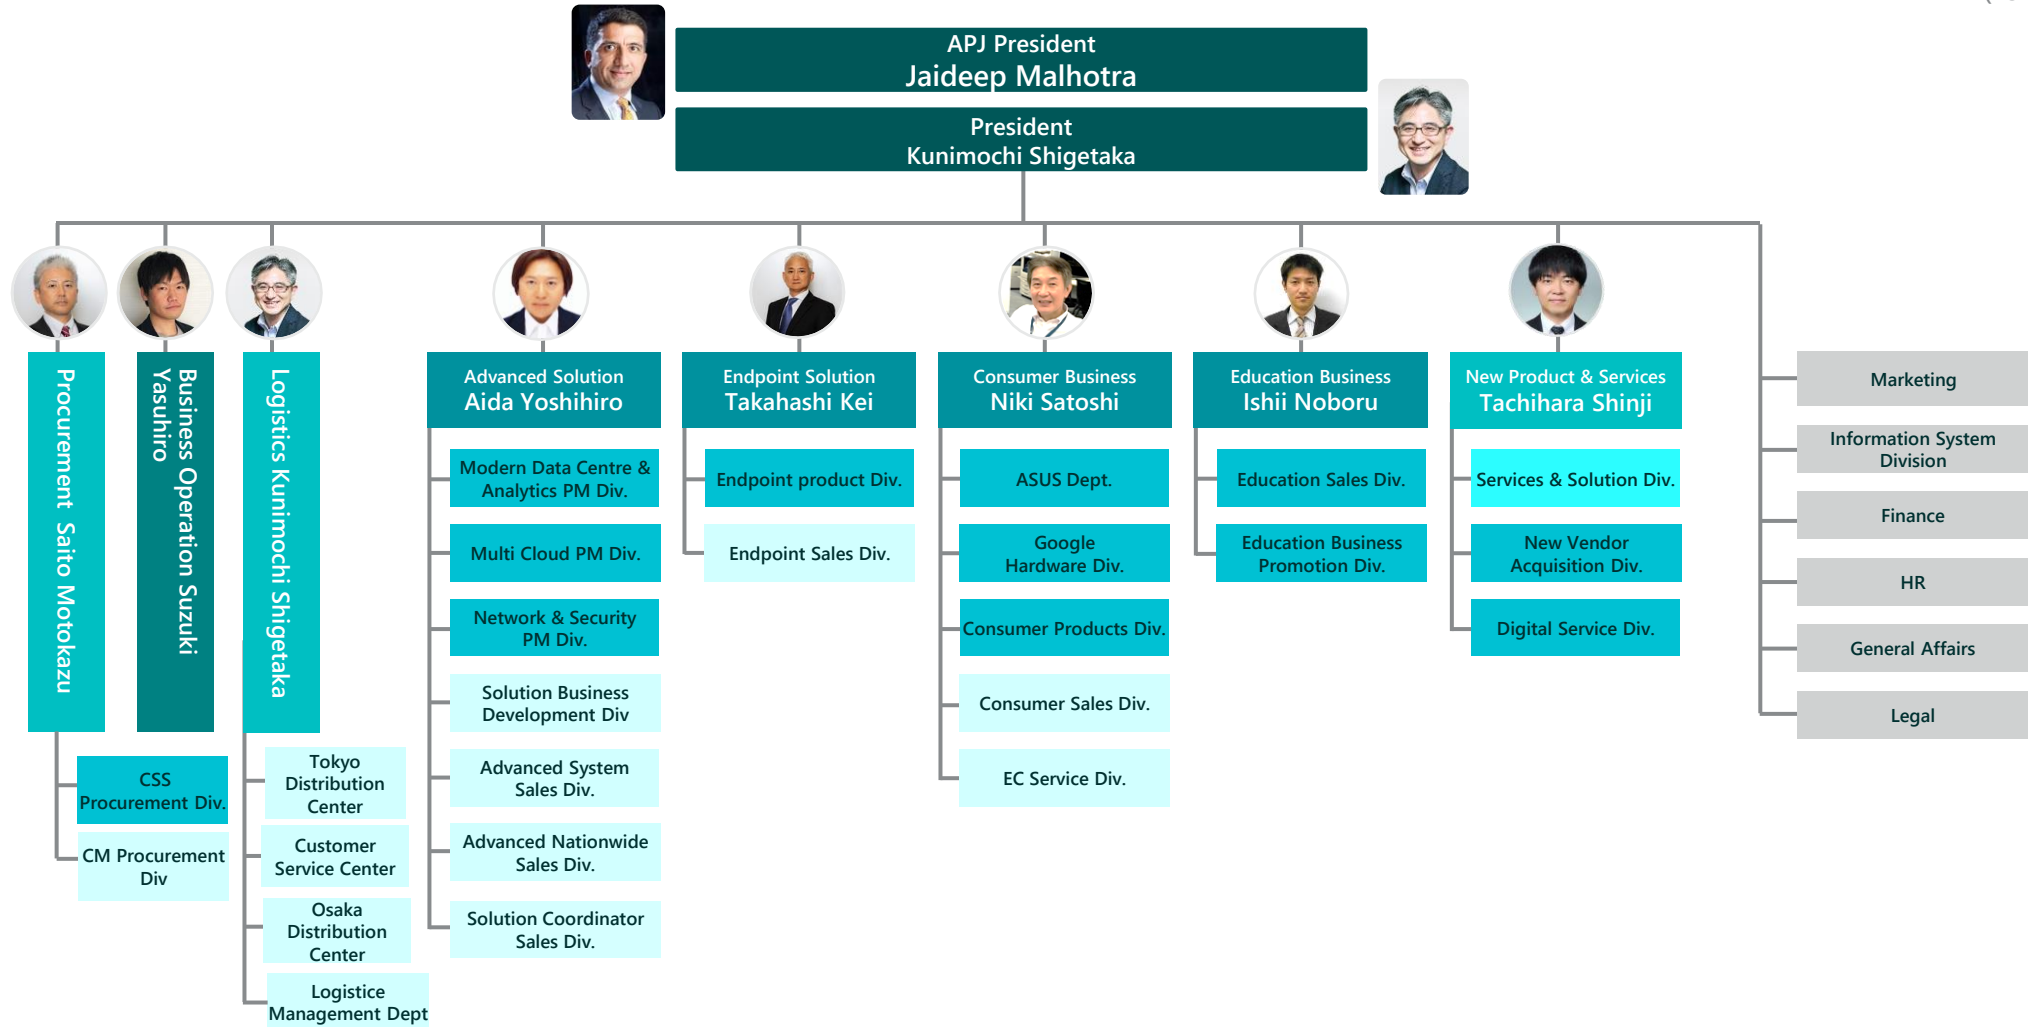 APJ President
Jaideep Malhotra
President
Kunimochi Shigetaka
Procurement Saito Motokazu
Business Operation Suzuki
Yasuhiro
Logistics Kunimochi Shigetaka
Advanced Solution
Aida Yoshihiro
Endpoint Solution
Takahashi Kei
Consumer Business
Niki Satoshi
Education Business
Ishii Noboru
New Product & Services
Tachihara Shinji
CSS
Procurement Div.
CM Procurement
Div
Tokyo
Distribution
Center
Customer
Service Center
Osaka
Distribution
Center
Logistice
Management Dept
Modern Data Centre &
Analytics PM Div.
Multi Cloud PM Div.
Network & Security
PM Div.
Solution Business
Development Div
Advanced System
Sales Div.
Advanced Nationwide
Sales Div.
Solution Coordinator
Sales Div.
Endpoint product Div.
Endpoint Sales Div.
ASUS Dept.
Google
Hardware Div.
Consumer Products Div.
Consumer Sales Div.
EC Service Div.
Education Sales Div.
Education Business
Promotion Div.
Services & Solution Div.
New Vendor
Acquisition Div.
Digital Service Div.
Marketing
Information System
Division
Finance
HR
General Affairs
Legal